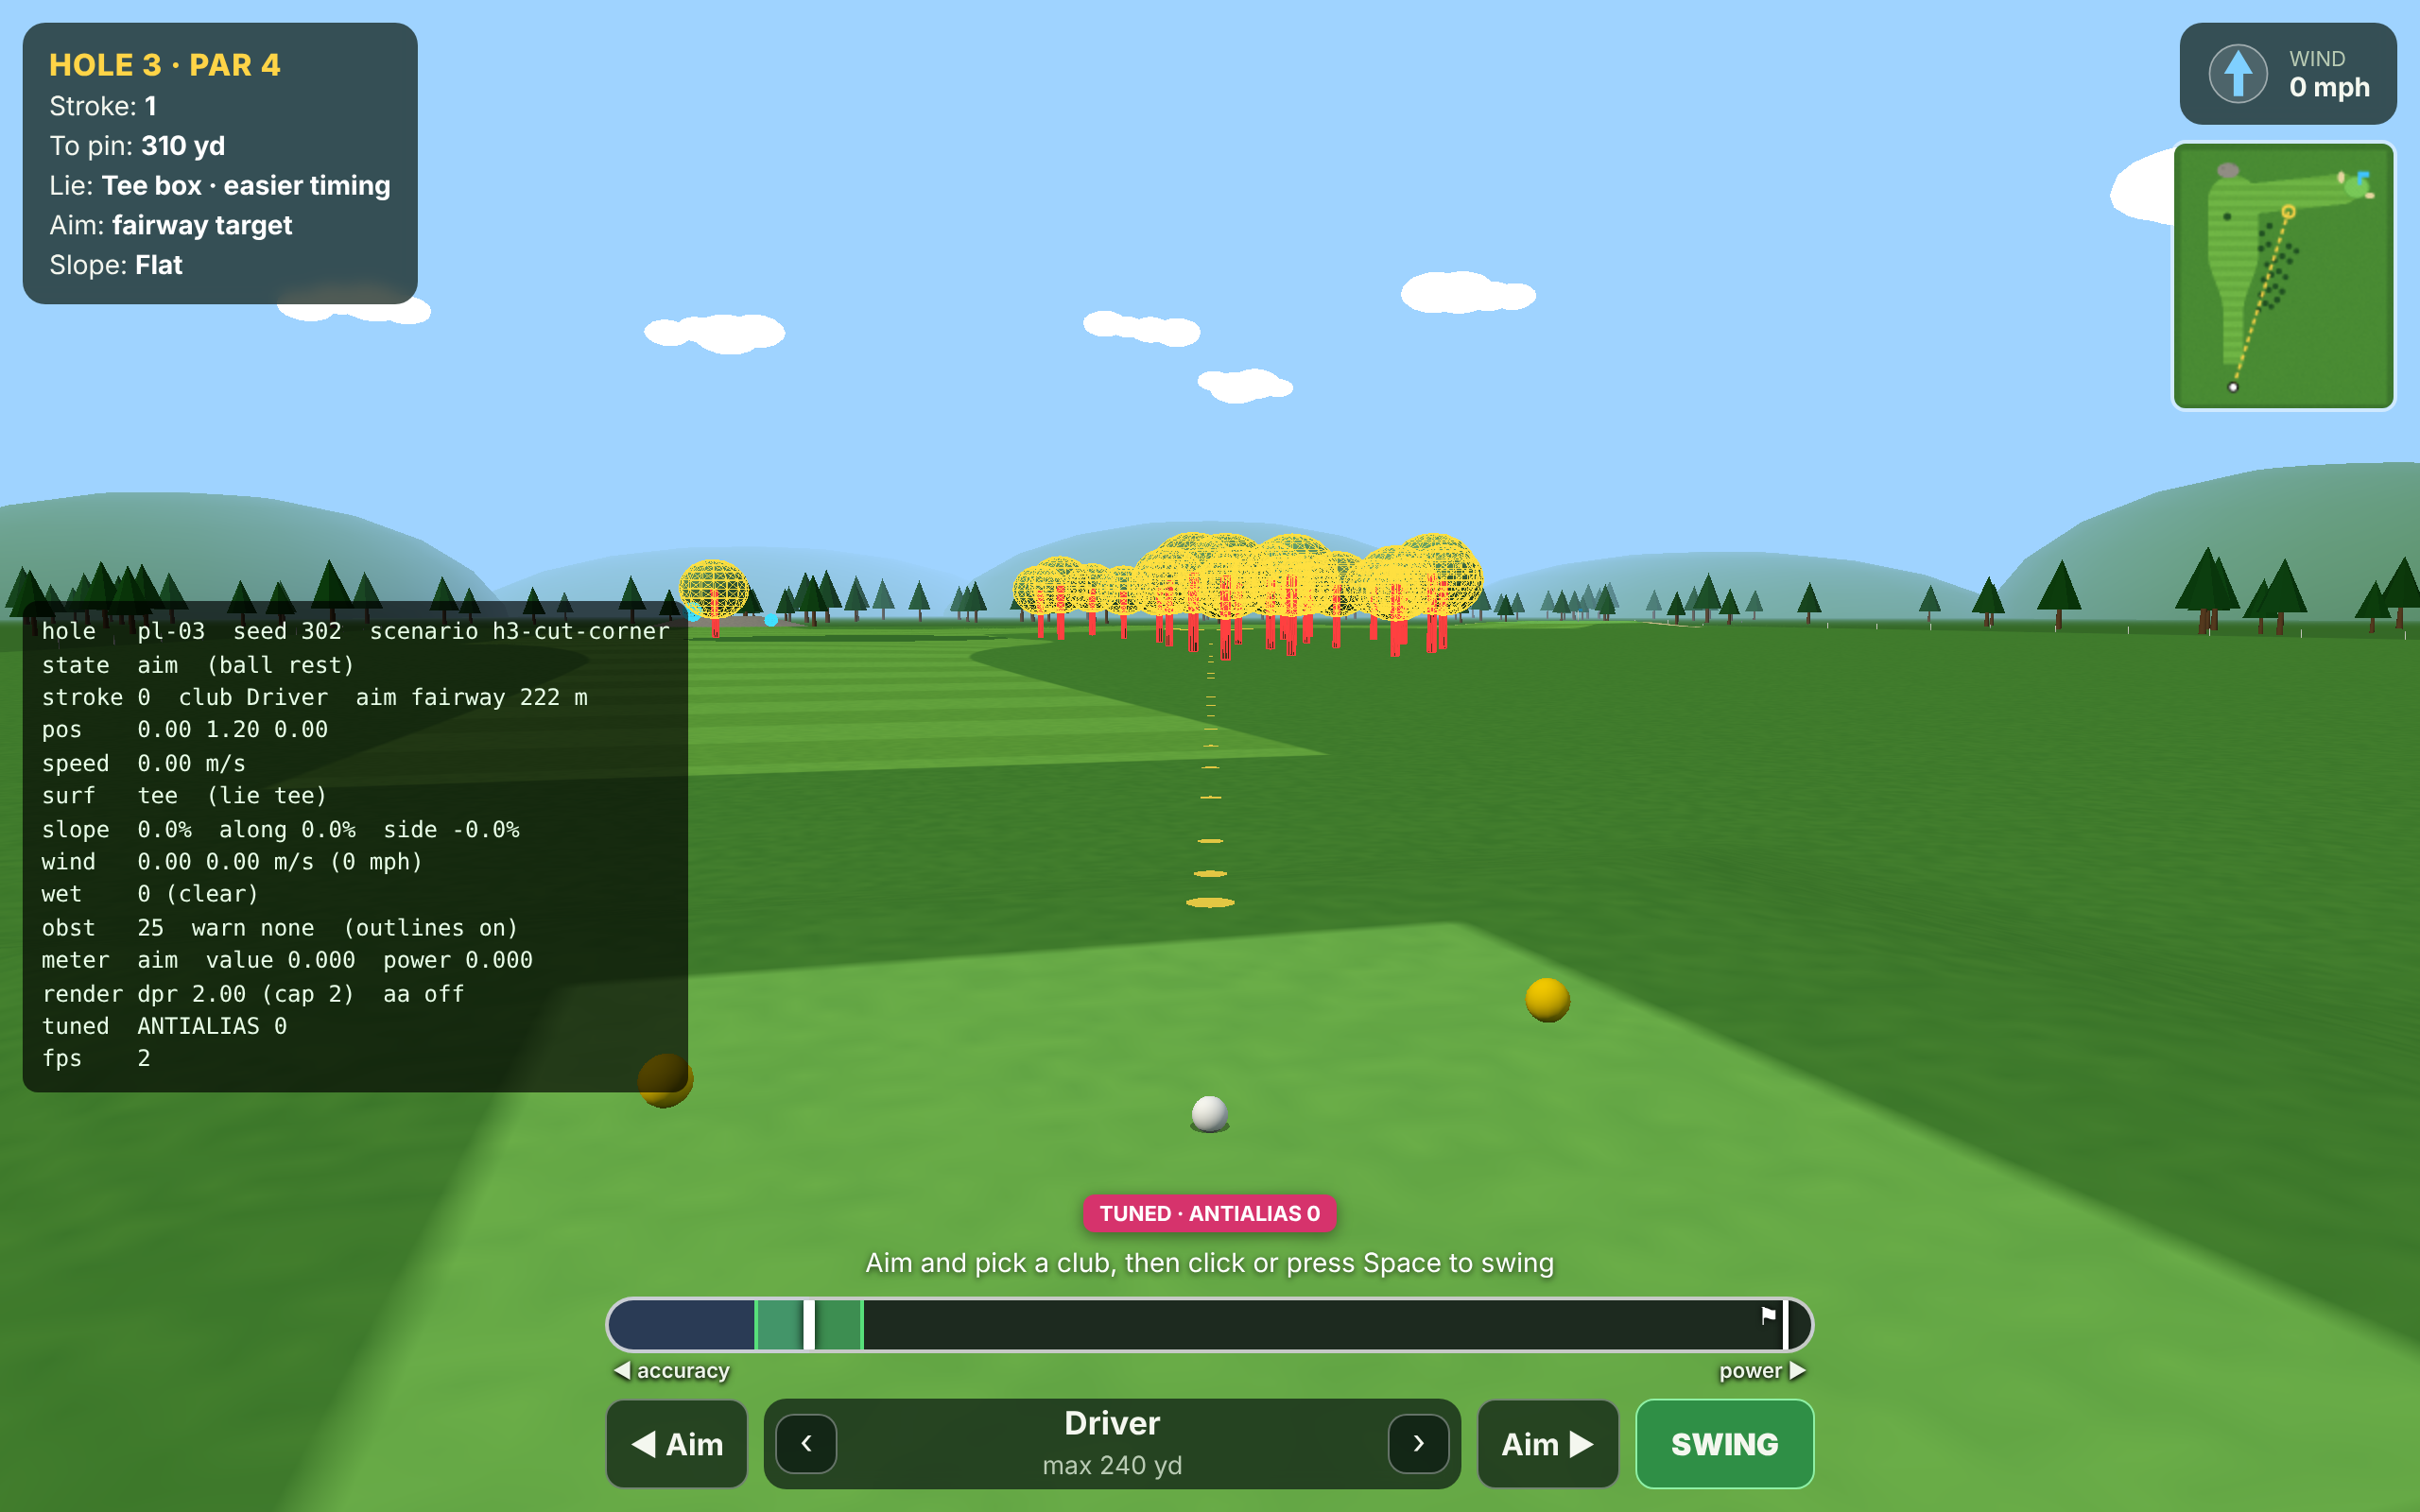 HOLE 3 · PAR 4
Stroke: 1
To pin: 310 yd
Lie: Tee box · easier timing
Aim: fairway target
Slope: Flat
WIND
0 mph
hole pl-03 seed 302 scenario h3-cut-corner
state aim (ball rest)
stroke 0 club Driver aim fairway 222 m
pos 0.00 1.20 0.00
speed 0.00 m/s
surf tee (lie tee)
slope 0.0% along 0.0% side -0.0%
wind 0.00 0.00 m/s (0 mph)
wet 0 (clear)
obst 25 warn none (outlines on)
meter aim value 0.000 power 0.000
render dpr 2.00 (cap 2) aa off
tuned ANTIALIAS 0
fps 2
TUNED · ANTIALIAS 0
Aim and pick a club, then click or press Space to swing
◀ accuracy
power ▶
◀ Aim
‹
Driver
max 240 yd
›
Aim ▶
SWING